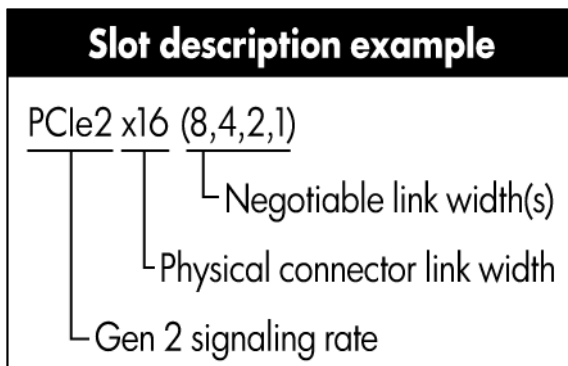 Slot description example
PCIe2 x16 (8,4,2,1)
Negotiable link width(s)
Physical connector link width
Gen 2 signaling rate